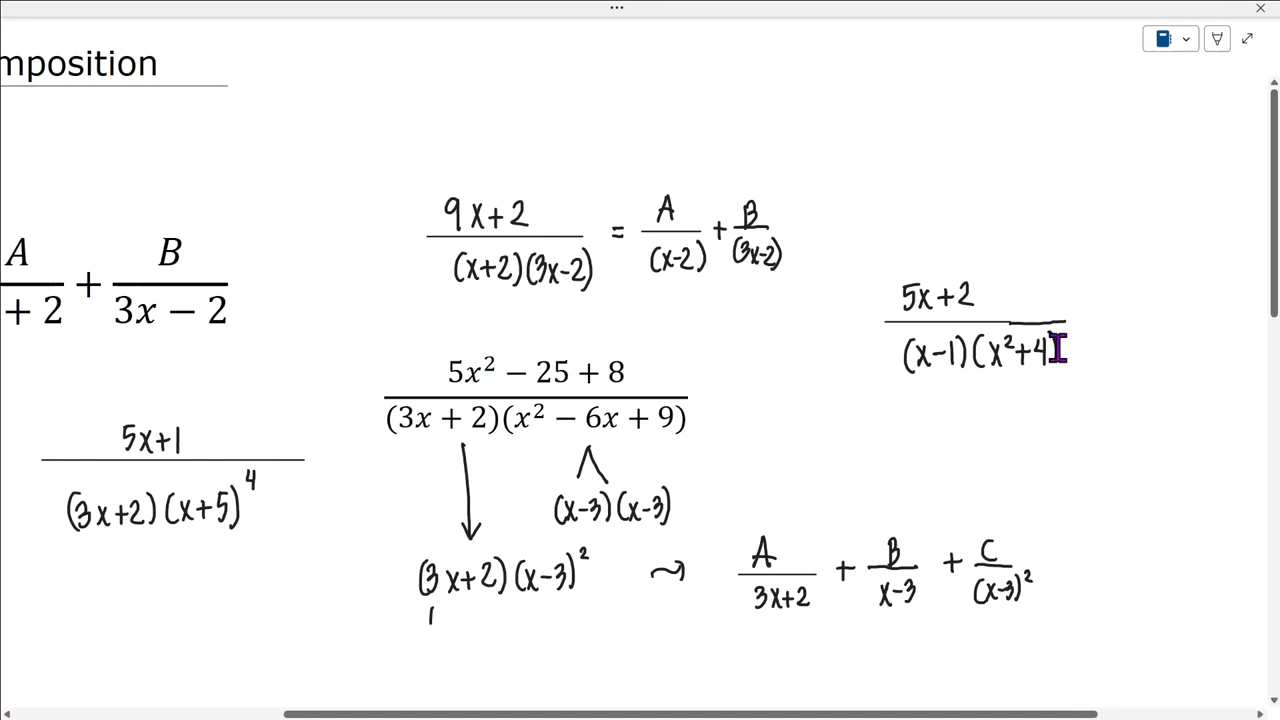 mposition
9x+2 / (x+2)(3x-2) = A / (x-2) + B / (3x-2)
A / + 2 + B / 3x − 2
5x+2 / (x-1)(x²+4)
5x² − 25 + 8 / (3x + 2)(x² − 6x + 9)
5x+1 / (3x+2)(x+5)⁴
(x-3)(x-3)
(3x+2)(x-3)² ⤳ A / 3x+2 + B / x-3 + C / (x-3)²